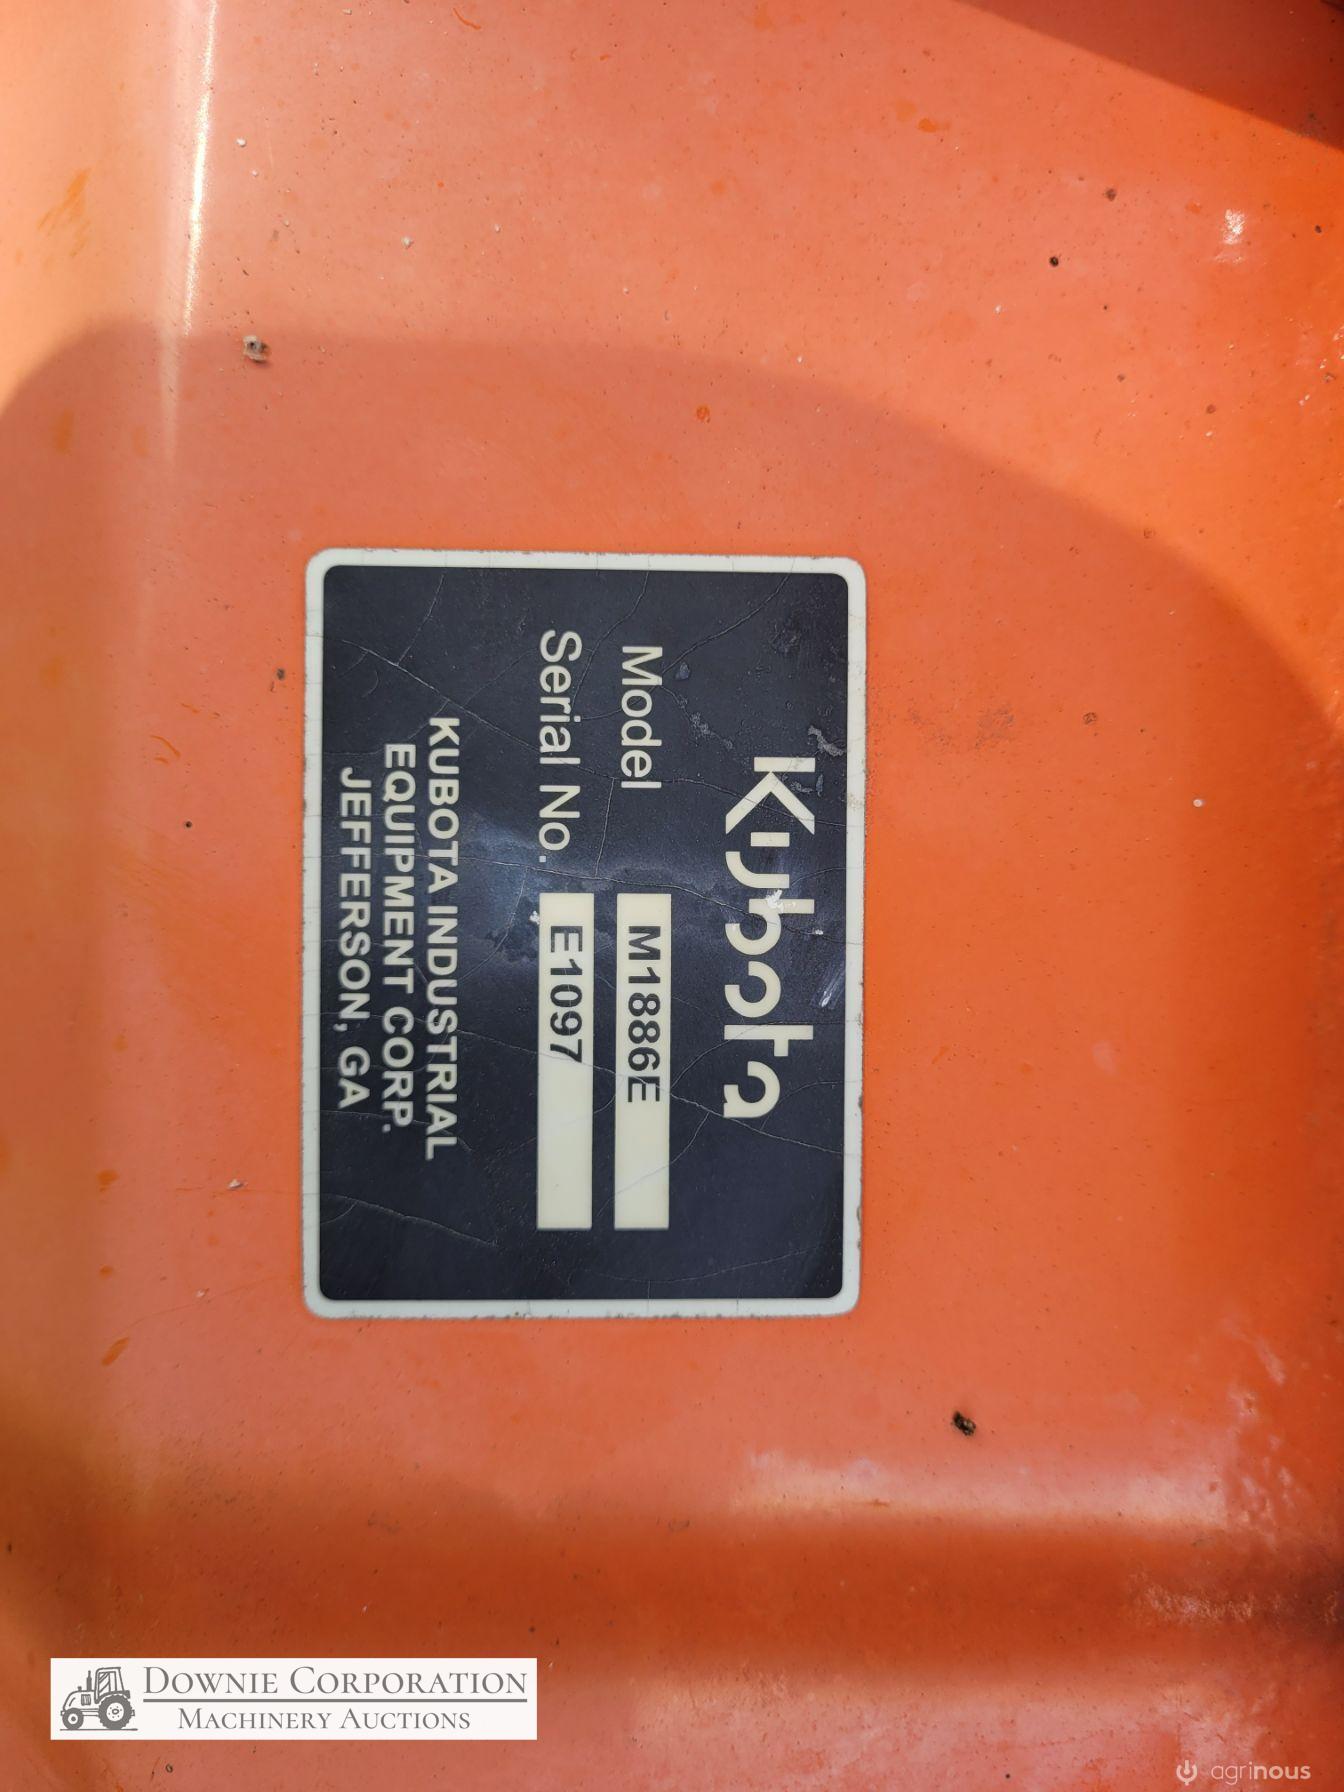 Kubota
Model M1886E
Serial No. E1097
KUBOTA INDUSTRIAL
EQUIPMENT CORP.
JEFFERSON, GA
DOWNIE CORPORATION
MACHINERY AUCTIONS
agrinous